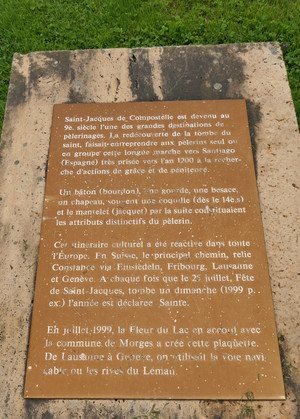 Saint-Jacques de Compostelle est devenu au
9e. siècle l'une des grandes destinations de
pèlerinages. La redécouverte de la tombe du
saint, faisait entreprendre aux pèlerins seul ou
en groupe cette longue marche vers Santiago
(Espagne) très prisée vers l'an 1200 à la recher-
che d'actions de grâce et de pénitence.
Un bâton (bourdon), une gourde, une besace,
un chapeau, souvent une coquille (dès le 14e.s)
et le mantelet (jacquet) par la suite constituaient
les attributs distinctifs du pèlerin.
Cet itinéraire culturel a été réactivé dans toute
l'Europe. En Suisse, le principal chemin, relie
Constance via Einsiedeln, Fribourg, Lausanne
et Genève. A chaque fois que le 25 juillet, Fête
de Saint-Jacques, tombe un dimanche (1999 p.
ex.) l'année est déclarée Sainte.
En juillet 1999, la Fleur du Lac en accord avec
la commune de Morges a créé cette plaquette.
De Lausanne à Genève, on utilisait la voie navi
gable ou les rives du Léman.